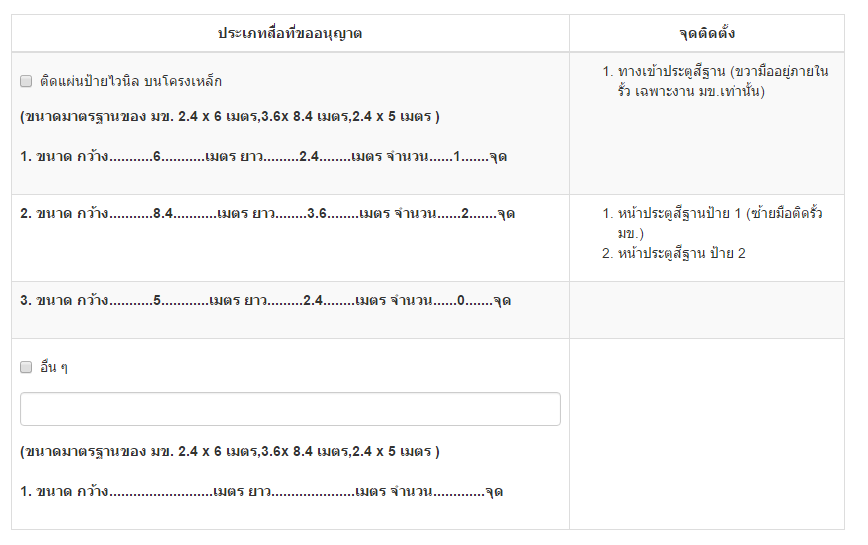 ประเภทสื่อที่ขออนุญาต
จุดติดตั้ง
ติดแผ่นป้ายไวนิล บนโครงเหล็ก
(ขนาดมาตรฐานของ มข. 2.4 x 6 เมตร,3.6x 8.4 เมตร,2.4 x 5 เมตร )
1. ขนาด กว้าง...........6...........เมตร ยาว.........2.4........เมตร จำนวน......1.......จุด
1. ทางเข้าประตูสีฐาน (ขวามืออยู่ภายใน
รั้ว เฉพาะงาน มข.เท่านั้น)
2. ขนาด กว้าง...........8.4...........เมตร ยาว........3.6........เมตร จำนวน......2.......จุด
1. หน้าประตูสีฐานป้าย 1 (ซ้ายมือติดรั้ว
มข.)
2. หน้าประตูสีฐาน ป้าย 2
3. ขนาด กว้าง...........5............เมตร ยาว.........2.4........เมตร จำนวน......0.......จุด
อื่น ๆ
(ขนาดมาตรฐานของ มข. 2.4 x 6 เมตร,3.6x 8.4 เมตร,2.4 x 5 เมตร )
1. ขนาด กว้าง..........................เมตร ยาว.....................เมตร จำนวน.............จุด